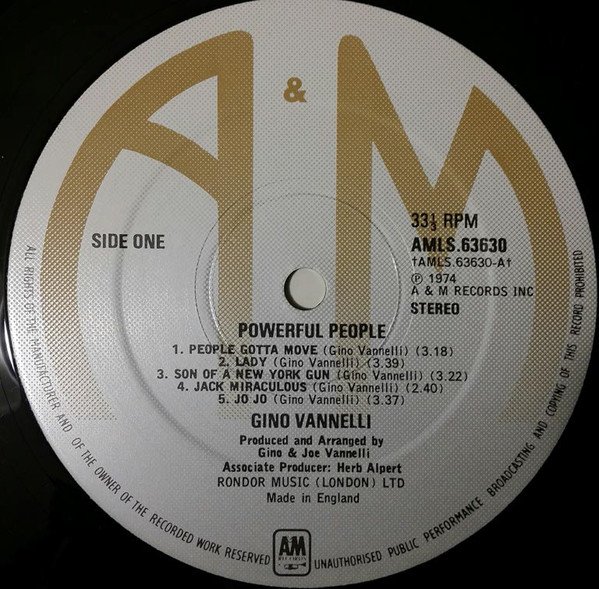 A & M
SIDE ONE
33⅓ RPM
AMLS.63630
†AMLS.63630-A†
℗ 1974
A & M RECORDS INC
STEREO
POWERFUL PEOPLE
1. PEOPLE GOTTA MOVE (Gino Vannelli) (3.18)
2. LADY (Gino Vannelli) (3.39)
3. SON OF A NEW YORK GUN (Gino Vannelli) (3.22)
4. JACK MIRACULOUS (Gino Vannelli) (2.40)
5. JO JO (Gino Vannelli) (3.37)
GINO VANNELLI
Produced and Arranged by
Gino & Joe Vannelli
Associate Producer: Herb Alpert
RONDOR MUSIC (LONDON) LTD
Made in England
ALL RIGHTS OF THE MANUFACTURER AND OF THE OWNER OF THE RECORDED WORK RESERVED
AM
RECORDS
UNAUTHORISED PUBLIC PERFORMANCE BROADCASTING AND COPYING OF THIS RECORD PROHIBITED